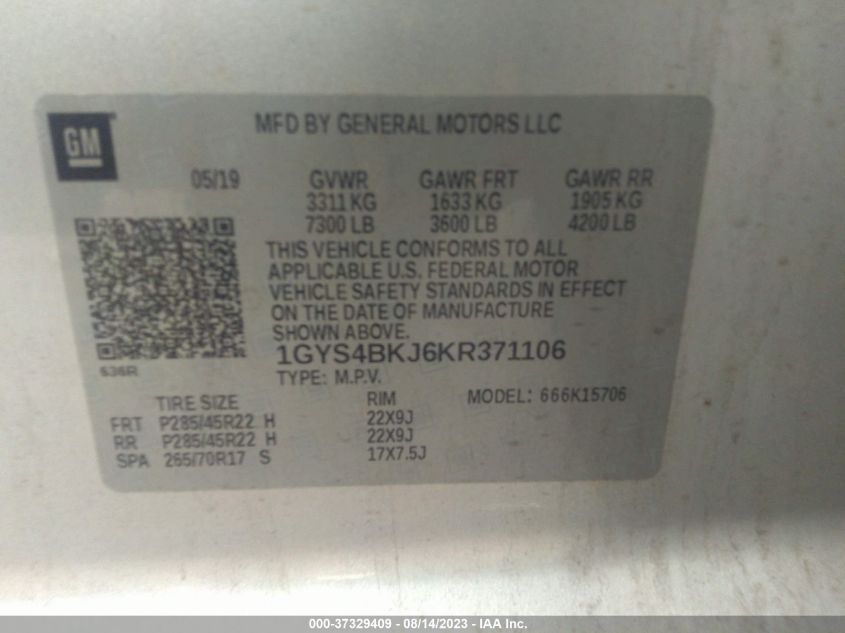 GM
MFD BY GENERAL MOTORS LLC
05/19 GVWR GAWR FRT GAWR RR
3311 KG 1633 KG 1905 KG
7300 LB 3600 LB 4200 LB
THIS VEHICLE CONFORMS TO ALL
APPLICABLE U.S. FEDERAL MOTOR
VEHICLE SAFETY STANDARDS IN EFFECT
ON THE DATE OF MANUFACTURE
SHOWN ABOVE.
1GYS4BKJ6KR371106
636R
TYPE: M.P.V.
TIRE SIZE RIM MODEL: 666K15706
FRT P285/45R22 H 22X9J
RR P285/45R22 H 22X9J
SPA 265/70R17 S 17X7.5J
000-37329409 - 08/14/2023 - IAA Inc.